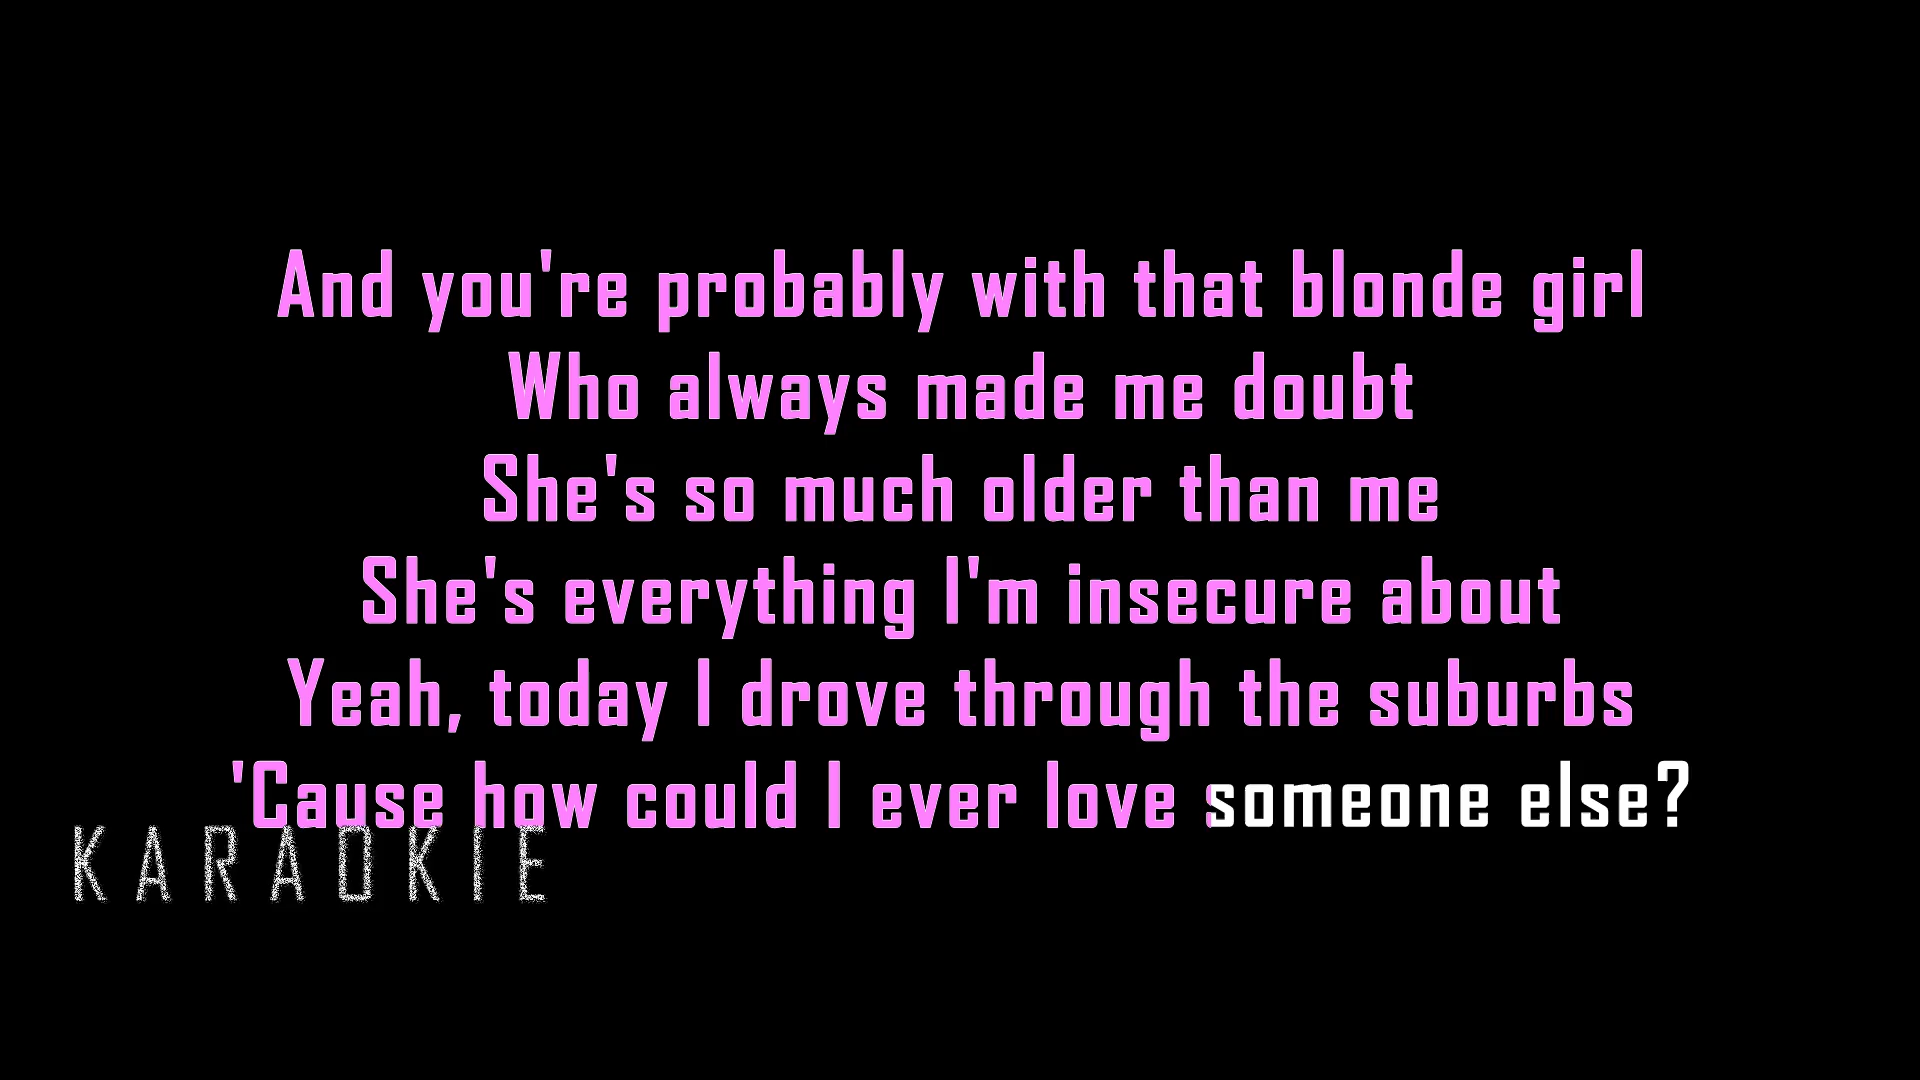 And you're probably with that blonde girl
Who always made me doubt
She's so much older than me
She's everything I'm insecure about
Yeah, today I drove through the suburbs
'Cause how could I ever love someone else?
KARAOKIE